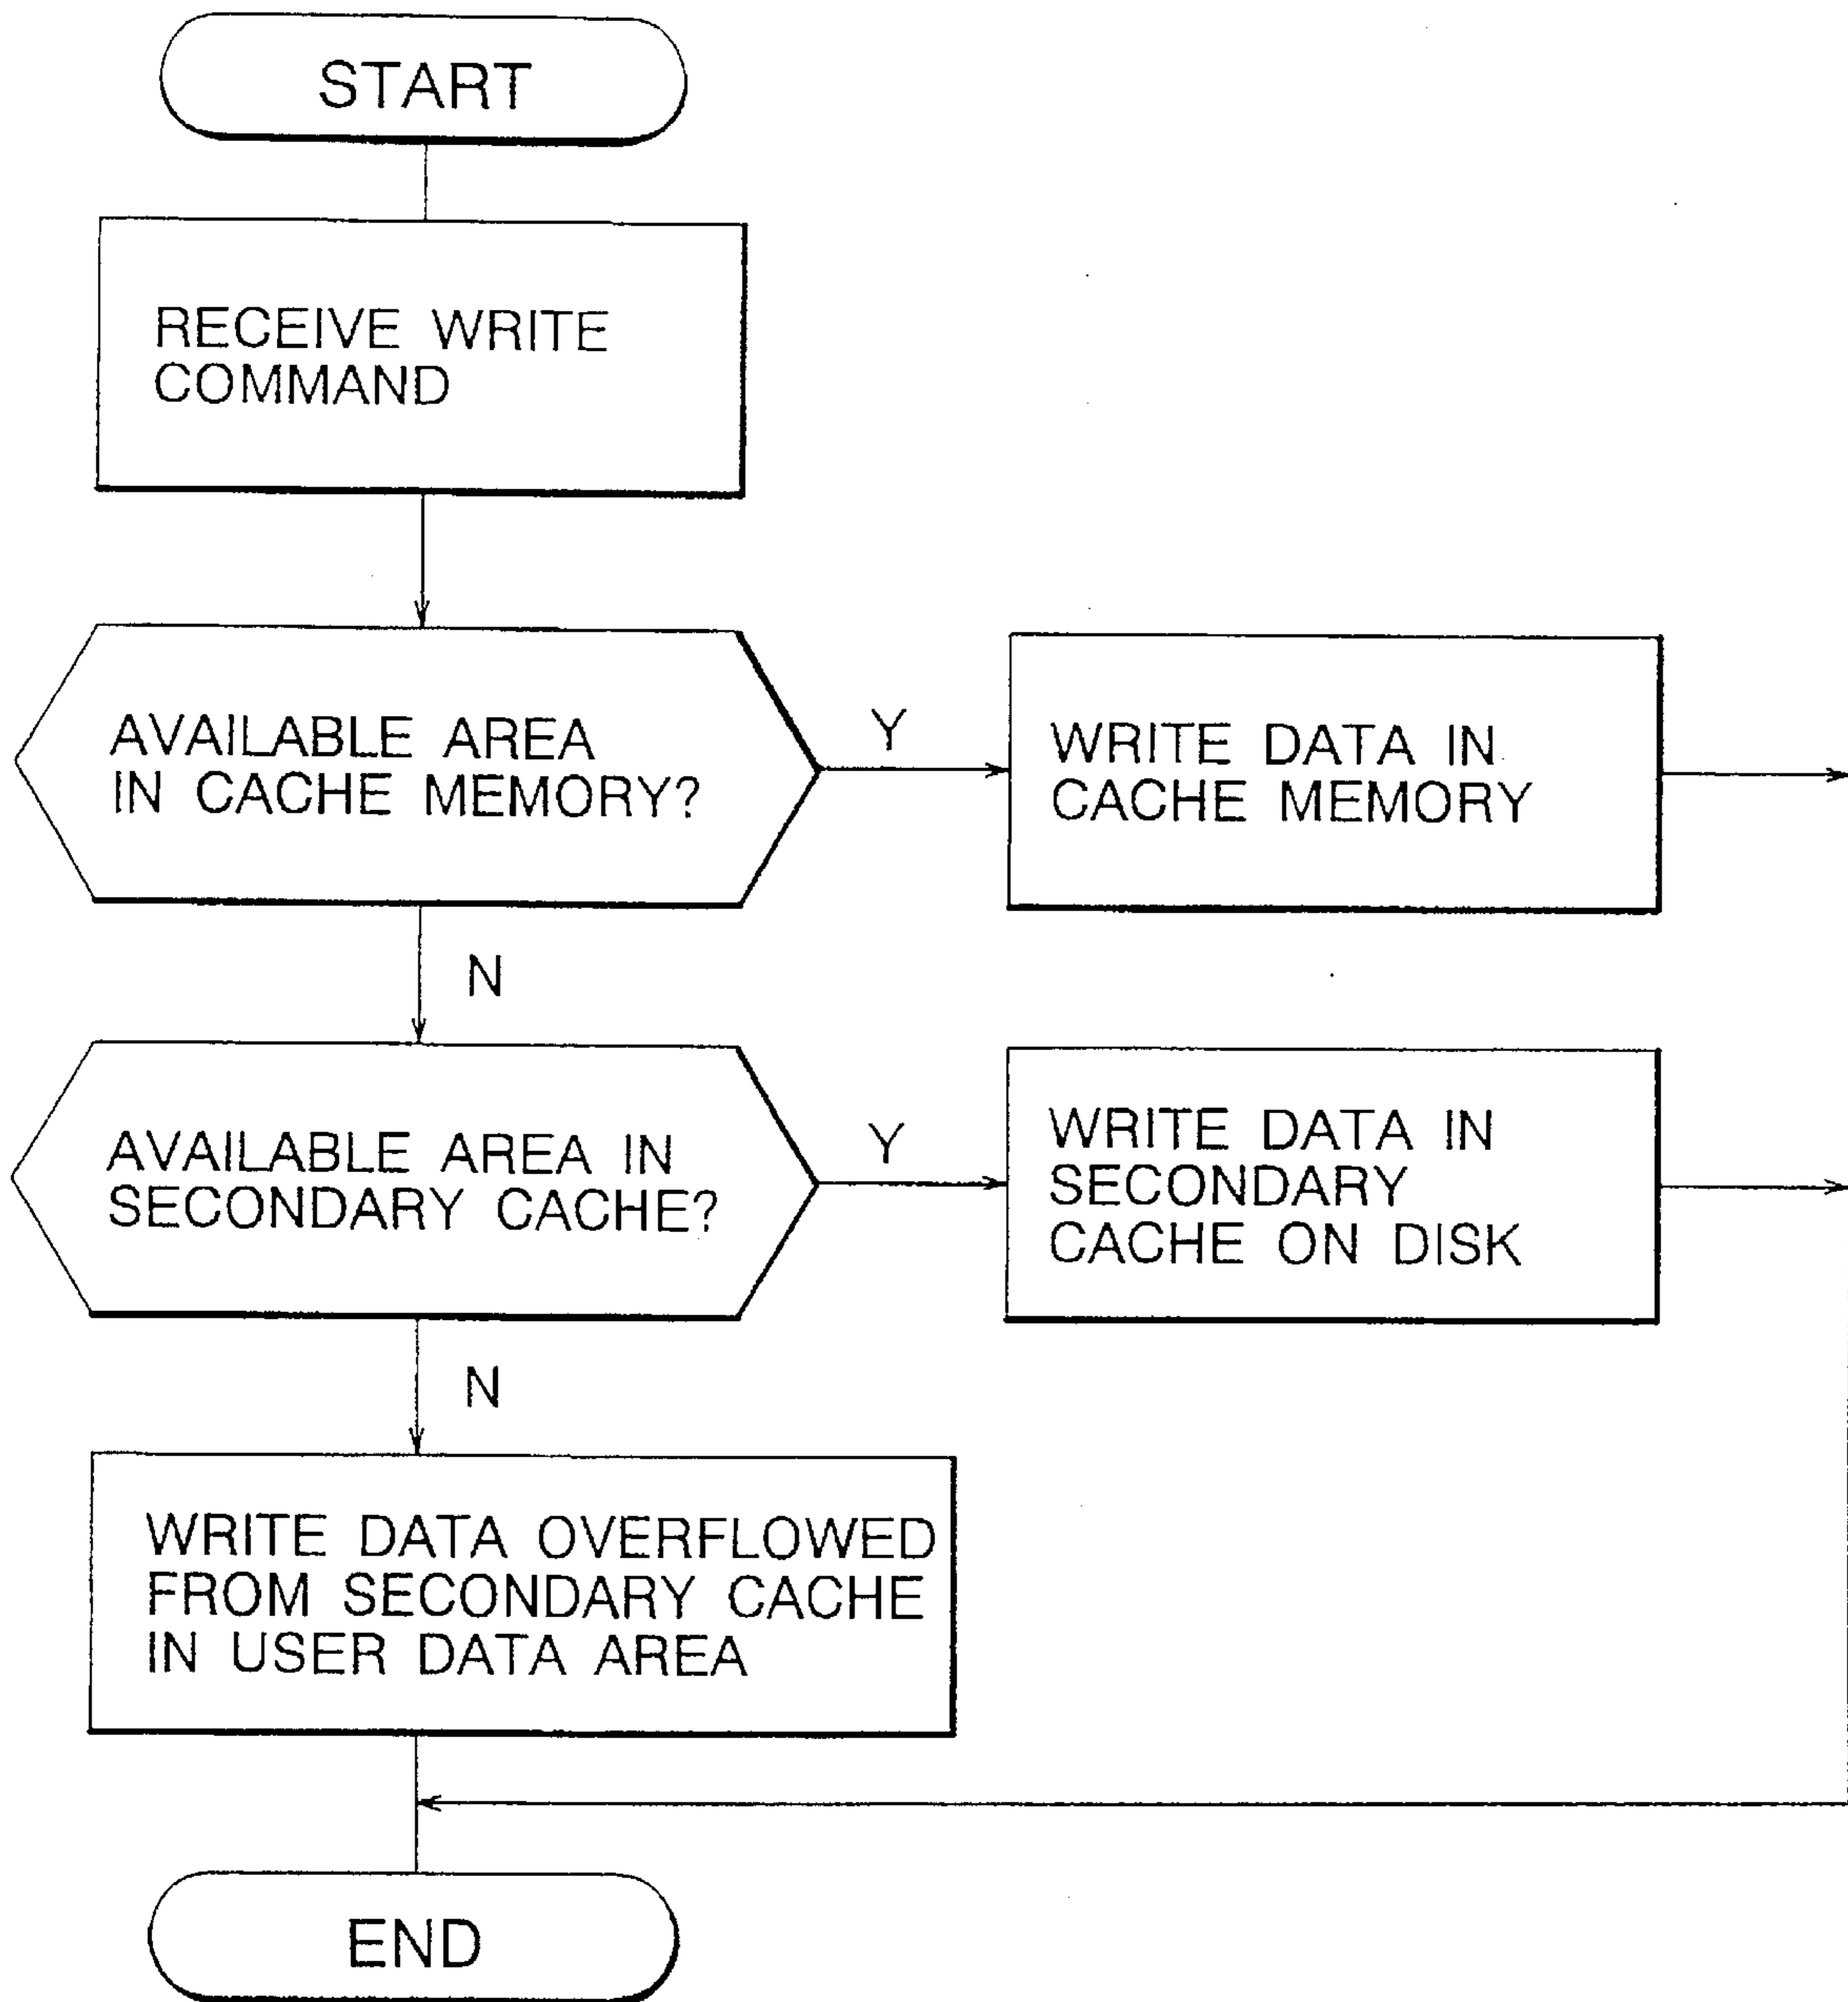 START
RECEIVE WRITE
COMMAND
AVAILABLE AREA
IN CACHE MEMORY?
Y
WRITE DATA IN
CACHE MEMORY
N
AVAILABLE AREA IN
SECONDARY CACHE?
Y
WRITE DATA IN
SECONDARY
CACHE ON DISK
N
WRITE DATA OVERFLOWED
FROM SECONDARY CACHE
IN USER DATA AREA
END